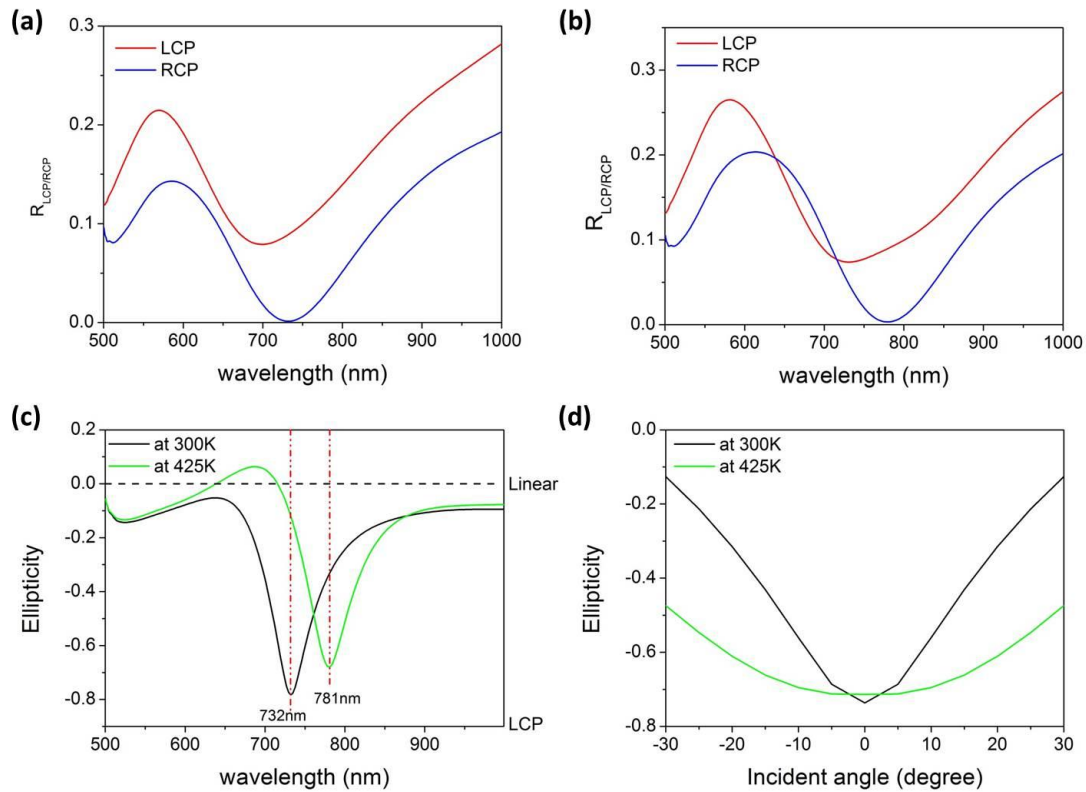 (a)
0.3
0.2
0.1
0.0
R_LCP/RCP
LCP
RCP
500 600 700 800 900 1000
wavelength (nm)
(b)
0.3
0.2
0.1
0.0
R_LCP/RCP
LCP
RCP
500 600 700 800 900 1000
wavelength (nm)
(c)
0.2
0.0
-0.2
-0.4
-0.6
-0.8
Ellipticity
at 300K
at 425K
Linear
781nm
732nm
LCP
500 600 700 800 900
wavelength (nm)
(d)
0.0
-0.2
-0.4
-0.6
-0.8
Ellipticity
at 300K
at 425K
-30 -20 -10 0 10 20 30
Incident angle (degree)